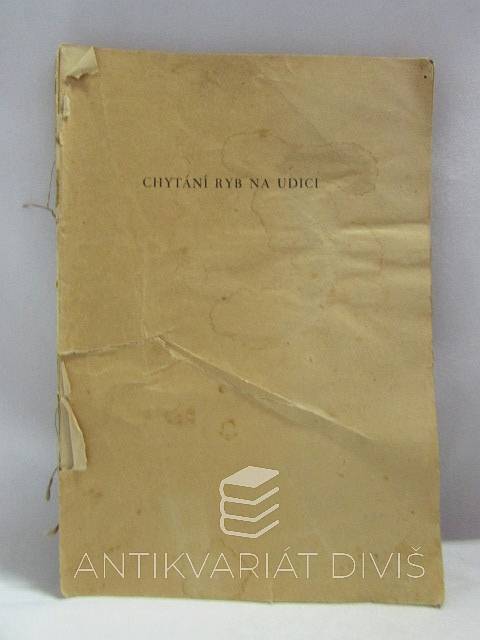 CHYTÁNÍ RYB NA UDICI
ANTIKVARIÁT DIVIŠ